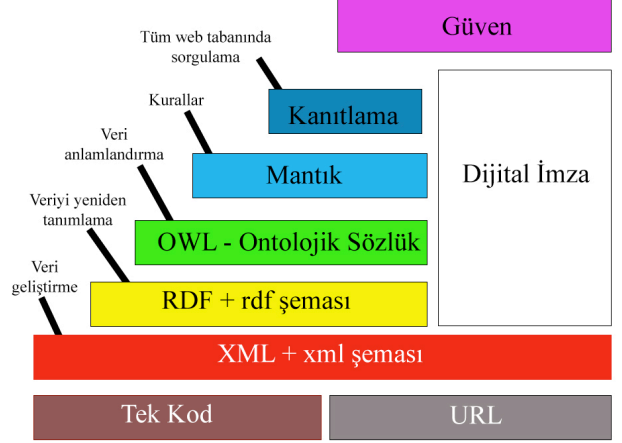 Güven
Tüm web tabanında
sorgulama
Kanıtlama
Kurallar
Mantık
Dijital İmza
Veri
anlamlandırma
OWL - Ontolojik Sözlük
Veriyi yeniden
tanımlama
RDF + rdf şeması
Veri
geliştirme
XML + xml şeması
Tek Kod
URL